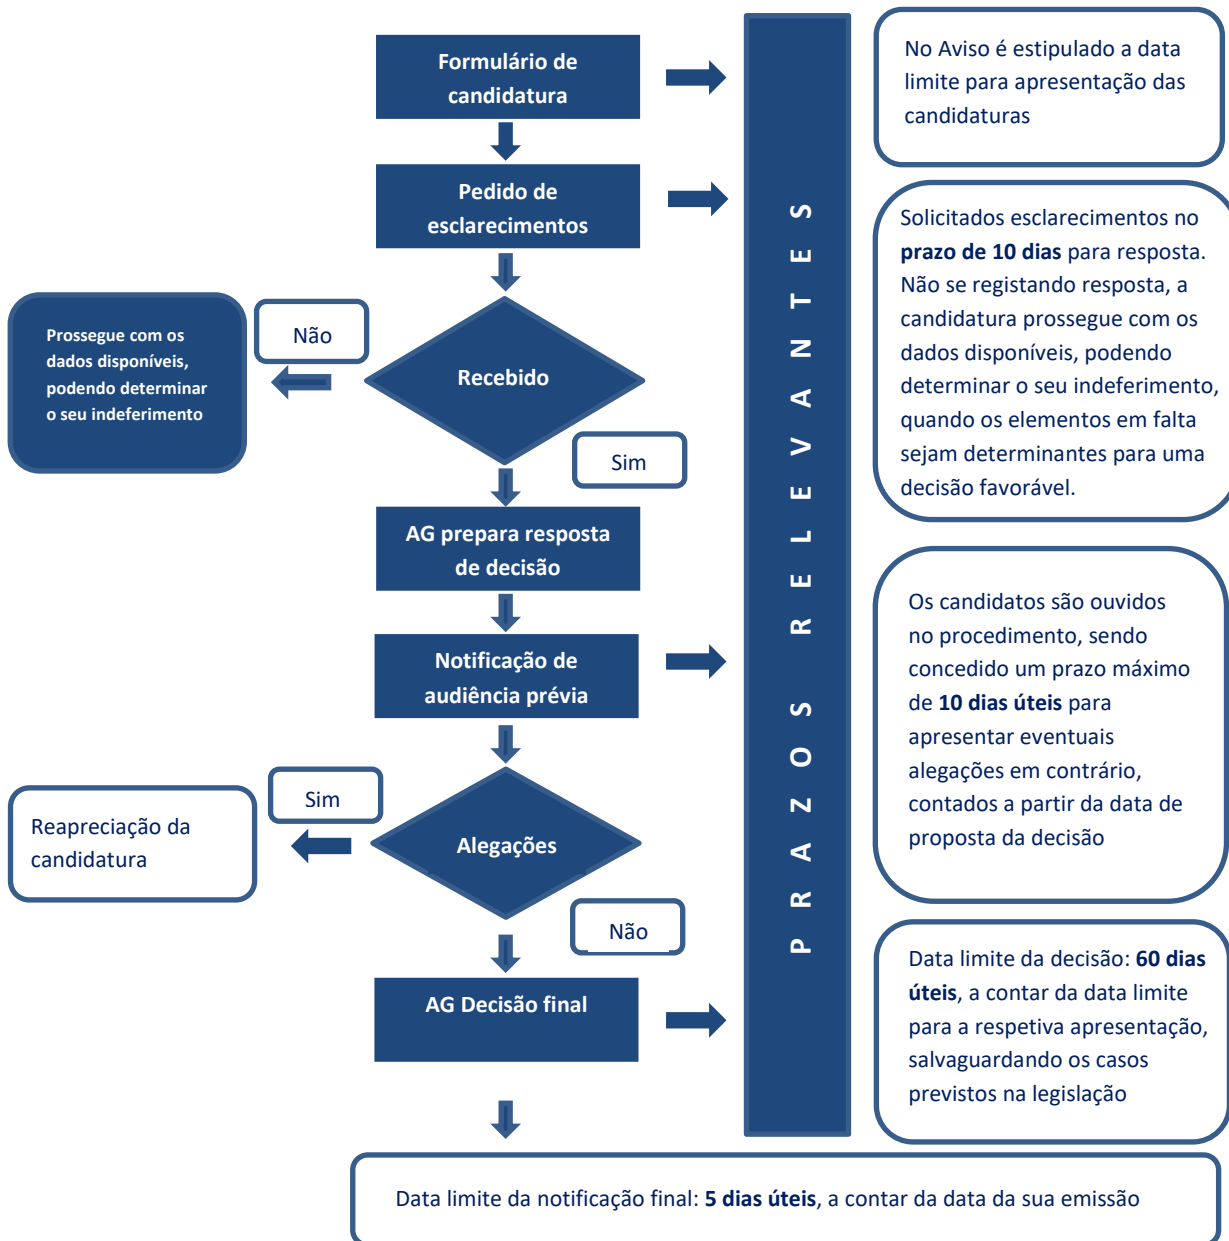 Formulário de
candidatura
No Aviso é estipulado a data
limite para apresentação das
candidaturas
Pedido de
esclarecimentos
Solicitados esclarecimentos no
prazo de 10 dias para resposta.
Não se registando resposta, a
candidatura prossegue com os
dados disponíveis, podendo
determinar o seu indeferimento,
quando os elementos em falta
sejam determinantes para uma
decisão favorável.
Recebido
Não
Prossegue com os
dados disponíveis,
podendo determinar
o seu indeferimento
Sim
AG prepara resposta
de decisão
Notificação de
audiência prévia
Os candidatos são ouvidos
no procedimento, sendo
concedido um prazo máximo
de 10 dias úteis para
apresentar eventuais
alegações em contrário,
contados a partir da data de
proposta da decisão
Alegações
Sim
Reapreciação da
candidatura
Não
AG Decisão final
Data limite da decisão: 60 dias
úteis, a contar da data limite
para a respetiva apresentação,
salvaguardando os casos
previstos na legislação
PRAZOS RELEVANTES
Data limite da notificação final: 5 dias úteis, a contar da data da sua emissão